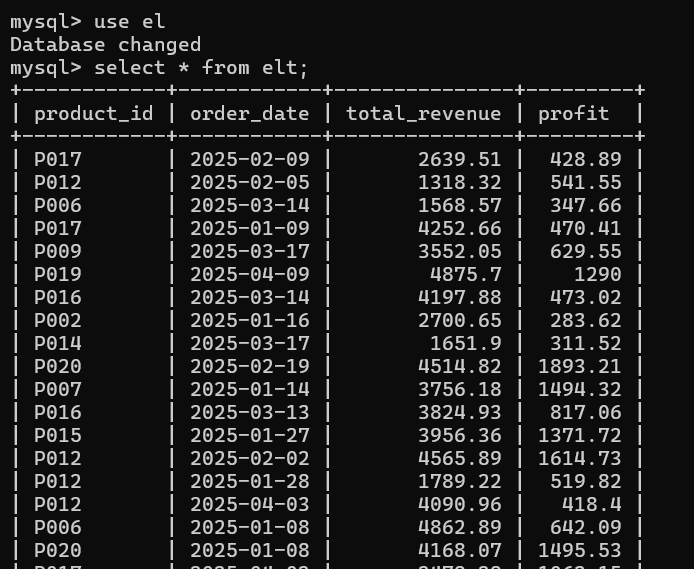 mysql> use el
Database changed
mysql> select * from elt;
+------------+------------+---------------+---------+
| product_id | order_date | total_revenue | profit  |
+------------+------------+---------------+---------+
| P017       | 2025-02-09 |       2639.51 |  428.89 |
| P012       | 2025-02-05 |       1318.32 |  541.55 |
| P006       | 2025-03-14 |       1568.57 |  347.66 |
| P017       | 2025-01-09 |       4252.66 |  470.41 |
| P009       | 2025-03-17 |       3552.05 |  629.55 |
| P019       | 2025-04-09 |        4875.7 |    1290 |
| P016       | 2025-03-14 |       4197.88 |  473.02 |
| P002       | 2025-01-16 |       2700.65 |  283.62 |
| P014       | 2025-03-17 |        1651.9 |  311.52 |
| P020       | 2025-02-19 |       4514.82 | 1893.21 |
| P007       | 2025-01-14 |       3756.18 | 1494.32 |
| P016       | 2025-03-13 |       3824.93 |  817.06 |
| P015       | 2025-01-27 |       3956.36 | 1371.72 |
| P012       | 2025-02-02 |       4565.89 | 1614.73 |
| P012       | 2025-01-28 |       1789.22 |  519.82 |
| P012       | 2025-04-03 |       4090.96 |   418.4 |
| P006       | 2025-01-08 |       4862.89 |  642.09 |
| P020       | 2025-01-08 |       4168.07 | 1495.53 |